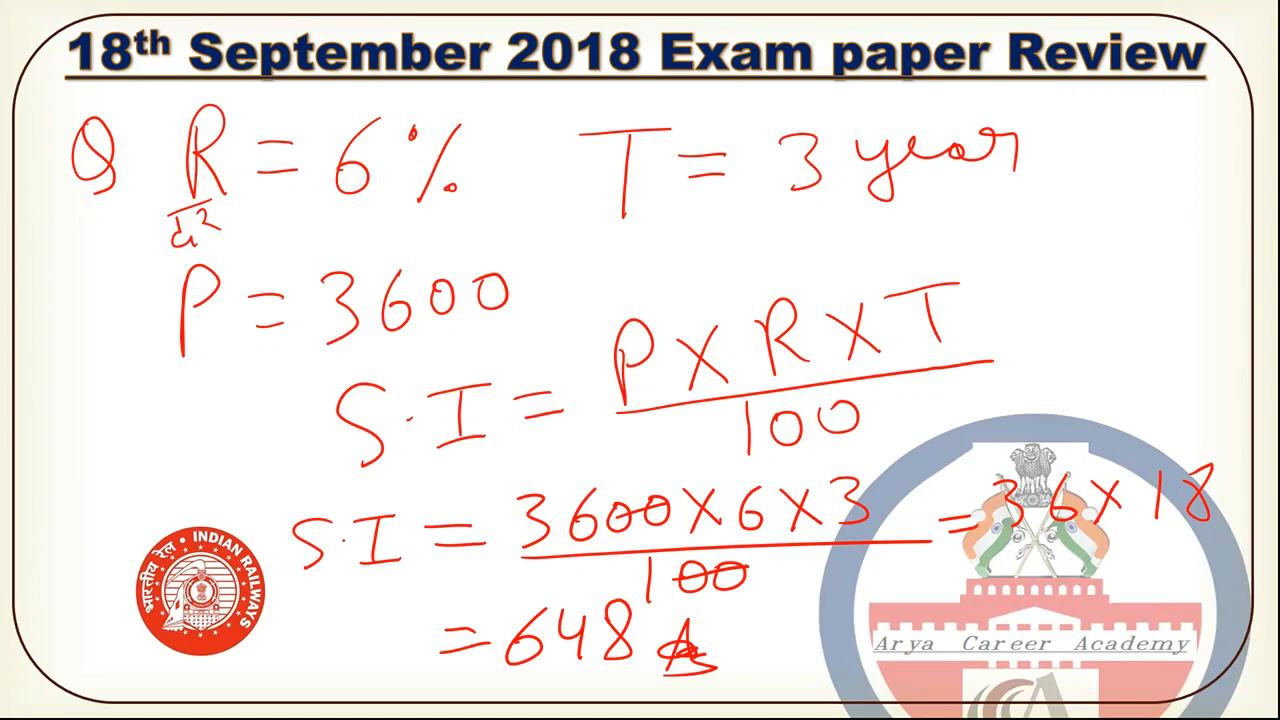 18th September 2018 Exam paper Review
Q R = 6% T = 3 year
P = 3600
S.I = P X R X T
100
S.I = 3600 X 6 X 3 = 36 X 18
100
= 648
भारतीय रेल • INDIAN RAILWAYS
Arya Career Academy